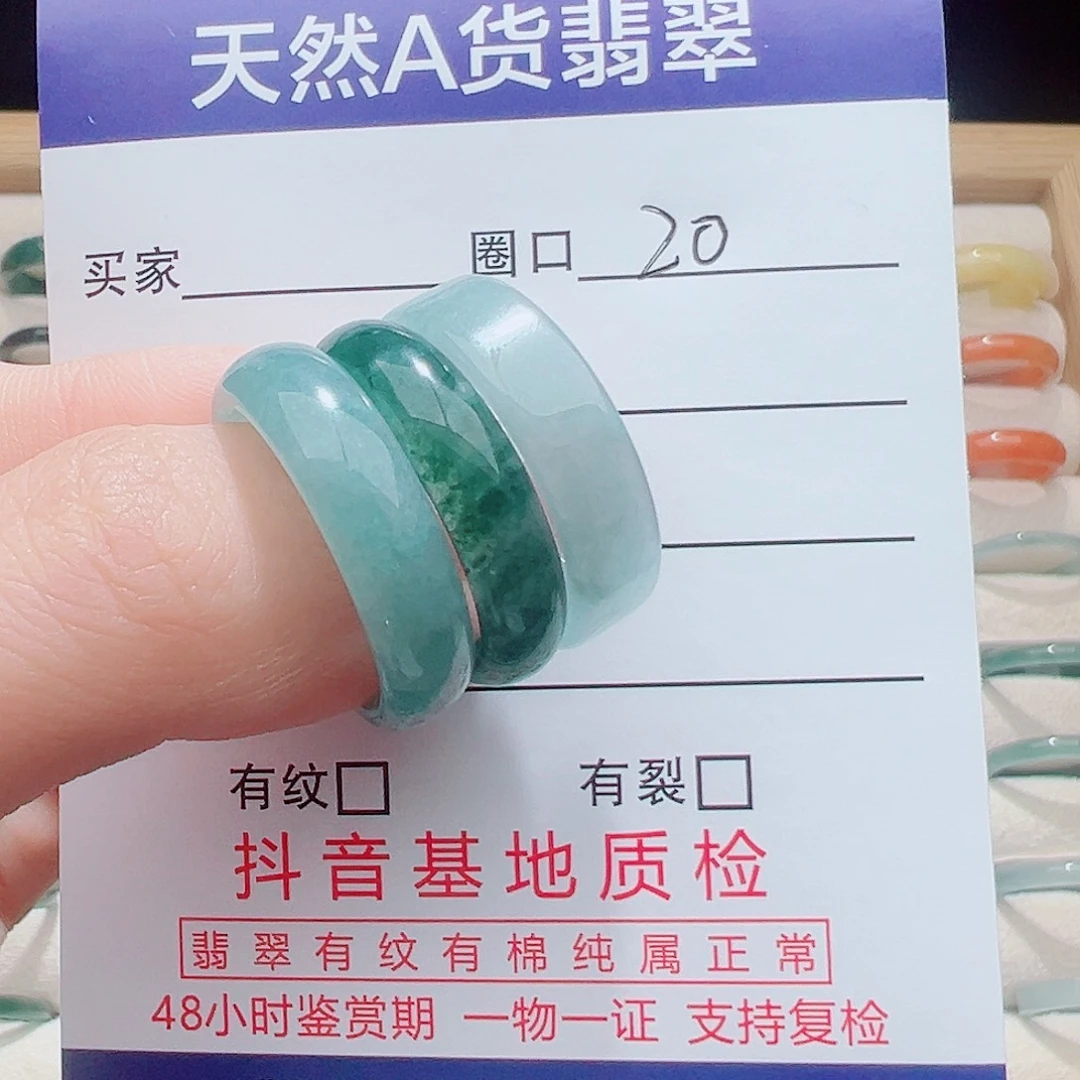 天然A货翡翠
买家 圈口 20
有纹 有裂
抖音基地质检
翡翠有纹有棉纯属正常
48小时鉴赏期 一物一证 支持复检